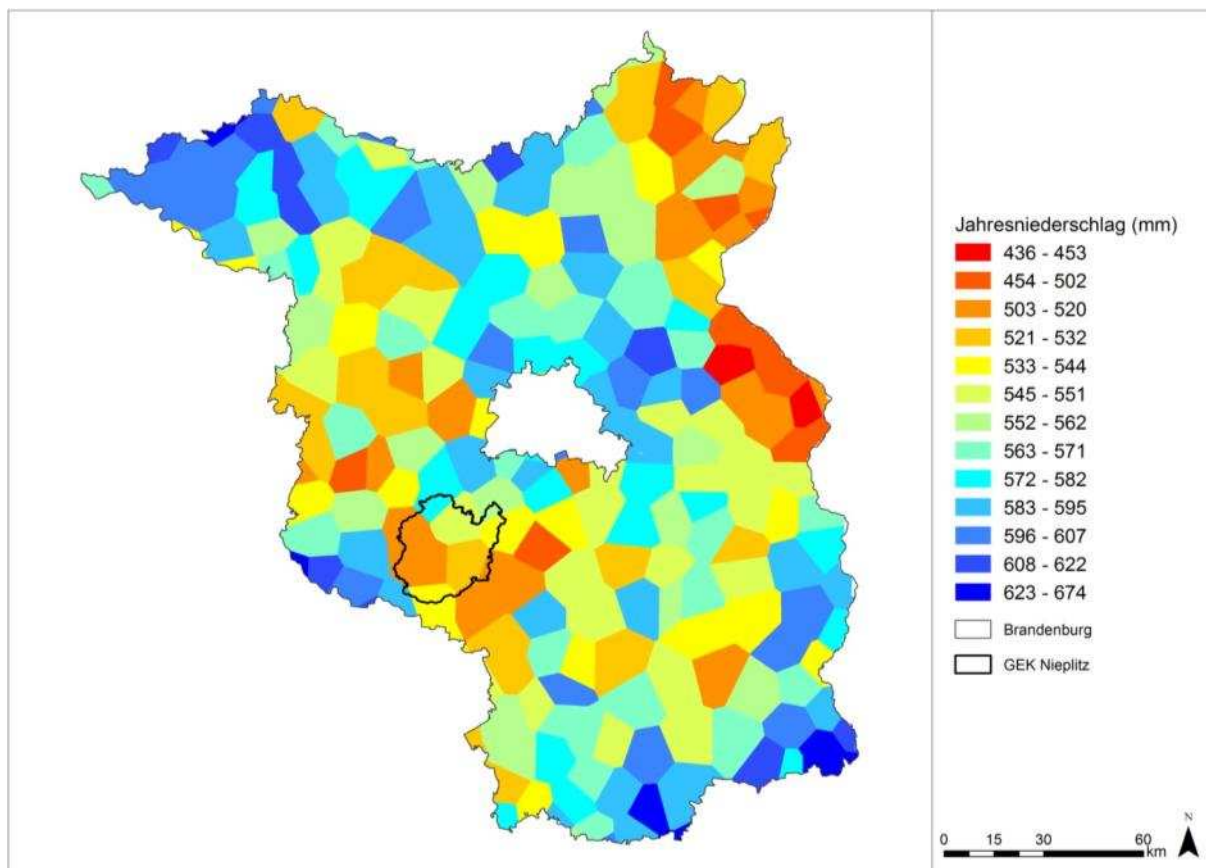 Jahresniederschlag (mm)
436 - 453
454 - 502
503 - 520
521 - 532
533 - 544
545 - 551
552 - 562
563 - 571
572 - 582
583 - 595
596 - 607
608 - 622
623 - 674
Brandenburg
GEK Nieplitz
N
0 15 30 60
km